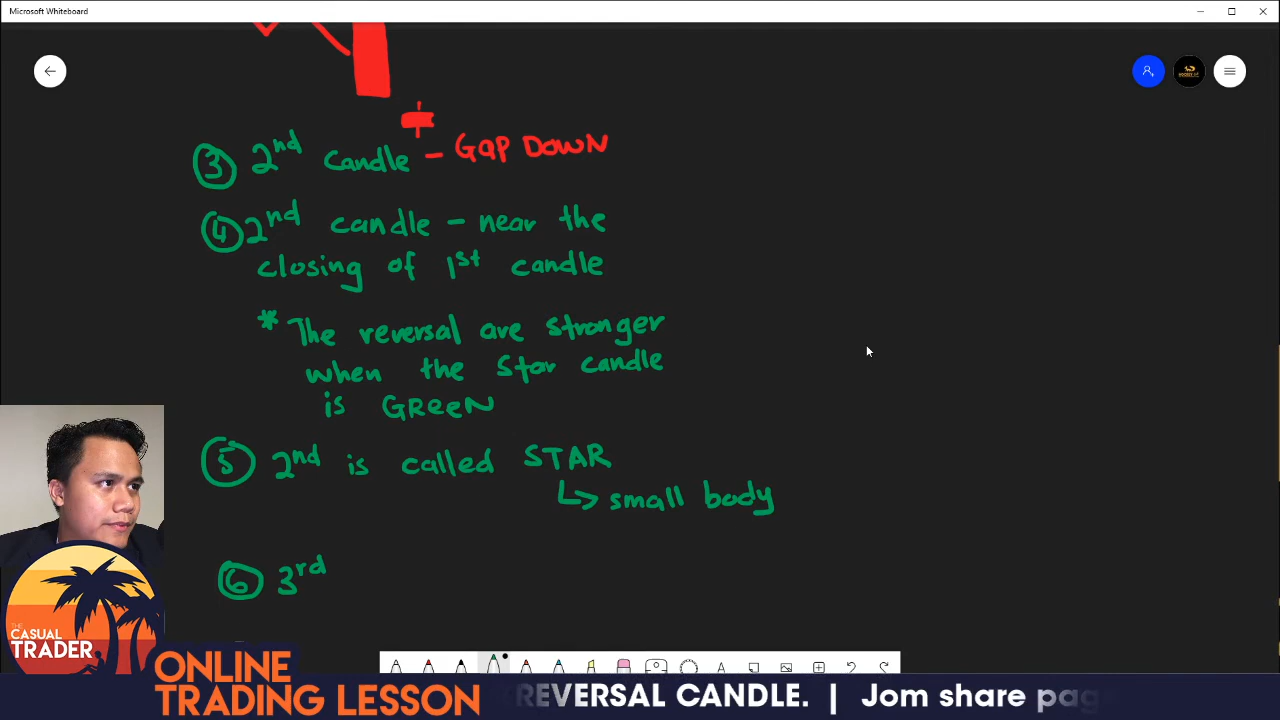 Microsoft Whiteboard
③ 2nd candle – GAP DOWN
④ 2nd candle – near the
closing of 1st candle
* The reversal are stronger
when the Star candle
is GReeN
⑤ 2nd is called STAR
↳ small body
⑥ 3rd
THE
CASUAL
TRADER
ONLINE
TRADING LESSON
REVERSAL CANDLE. | Jom share pag